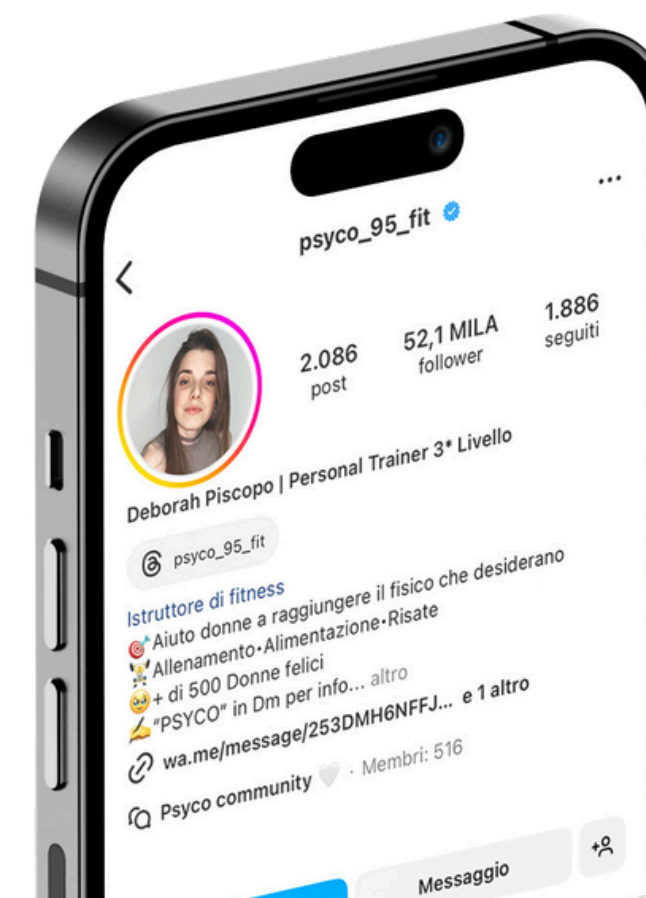 psyco_95_fit
2.086 52,1 MILA 1.886
post follower seguiti
Deborah Piscopo | Personal Trainer 3* Livello
psyco_95_fit
Istruttore di fitness
🎯Aiuto donne a raggiungere il fisico che desiderano
🏋️Allenamento•Alimentazione•Risate
🥹+ di 500 Donne felici
✍️"PSYCO" in Dm per info... altro
wa.me/message/253DMH6NFFJ... e 1 altro
Psyco community 🤍 · Membri: 516
Messaggio